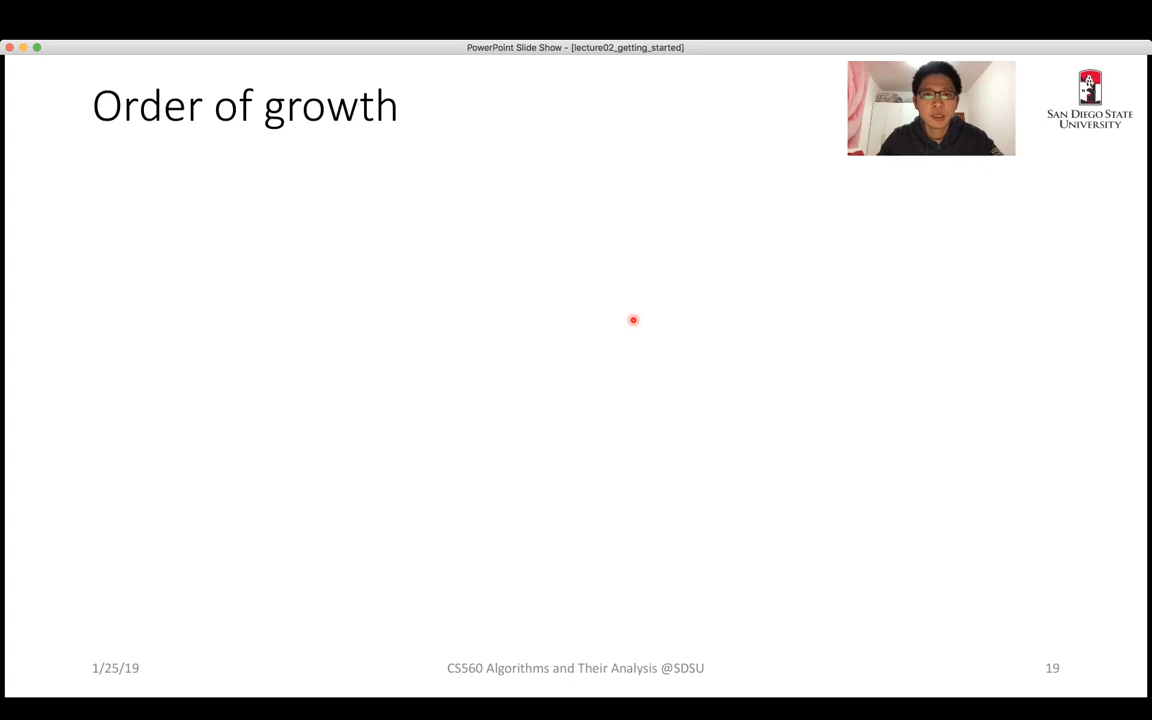 PowerPoint Slide Show - [lecture02_getting_started]
Order of growth
SAN DIEGO STATE
UNIVERSITY
1/25/19
CS560 Algorithms and Their Analysis @SDSU
19